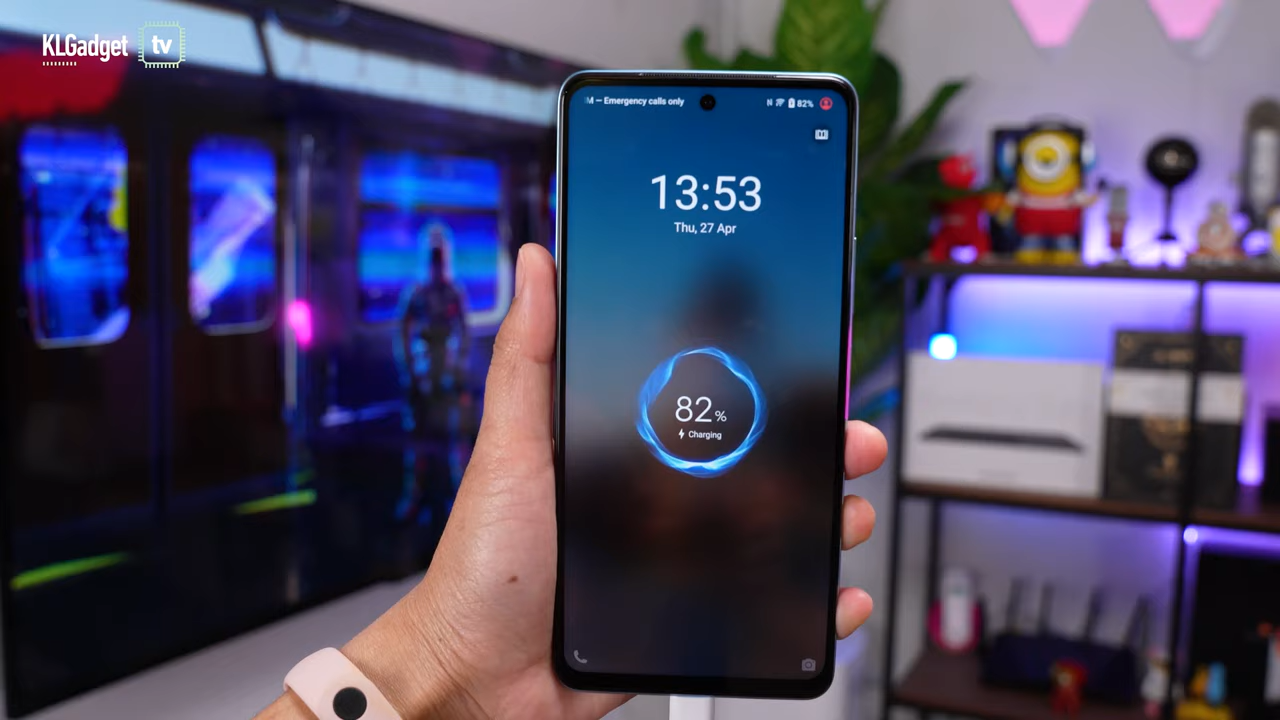 KLGadget tv
M — Emergency calls only
82%
13:53
Thu, 27 Apr
82%
Charging